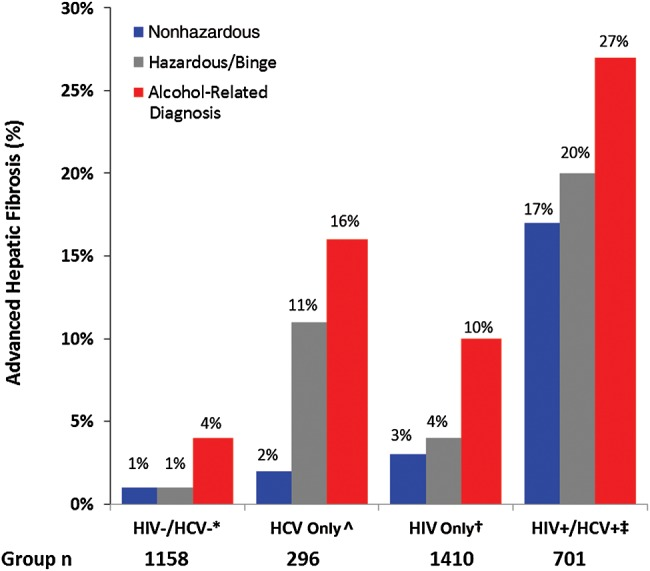 30%
25%
20%
15%
10%
5%
0%
Advanced Hepatic Fibrosis (%)
Nonhazardous
Hazardous/Binge
Alcohol-Related
Diagnosis
1% 1% 4%
2% 11% 16%
3% 4% 10%
17% 20% 27%
HIV-/HCV-* HCV Only^ HIV Only† HIV+/HCV+‡
Group n 1158 296 1410 701